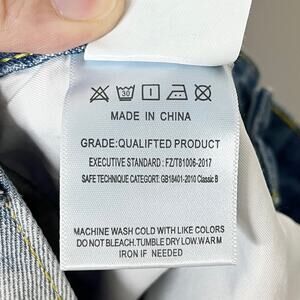 30
MADE IN CHINA
GRADE:QUALIFTED PRODUCT
EXECUTIVE STANDARD : FZ/T81006-2017
SAFE TECHNIQUE CATEGORT: GB18401-2010 Classic B
MACHINE WASH COLD WITH LIKE COLORS
DO NOT BLEACH.TUMBLE DRY LOW.WARM
IRON IF NEEDED